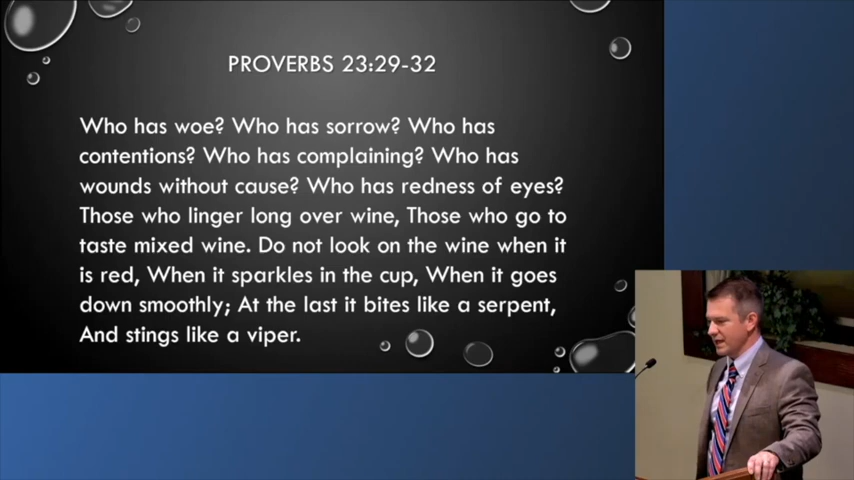 PROVERBS 23:29-32
Who has woe? Who has sorrow? Who has
contentions? Who has complaining? Who has
wounds without cause? Who has redness of eyes?
Those who linger long over wine, Those who go to
taste mixed wine. Do not look on the wine when it
is red, When it sparkles in the cup, When it goes
down smoothly; At the last it bites like a serpent,
And stings like a viper.